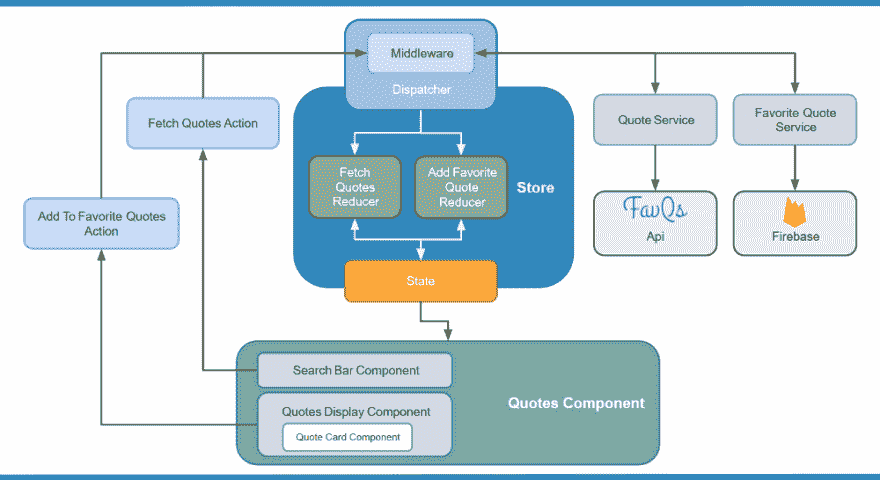 Middleware
Dispatcher
Fetch Quotes Action
Quote Service
Favorite Quote
Service
Fetch
Quotes
Reducer
Add Favorite
Quote
Reducer
Store
Add To Favorite Quotes
Action
FavQs
Api
Firebase
State
Search Bar Component
Quotes Display Component
Quote Card Component
Quotes Component